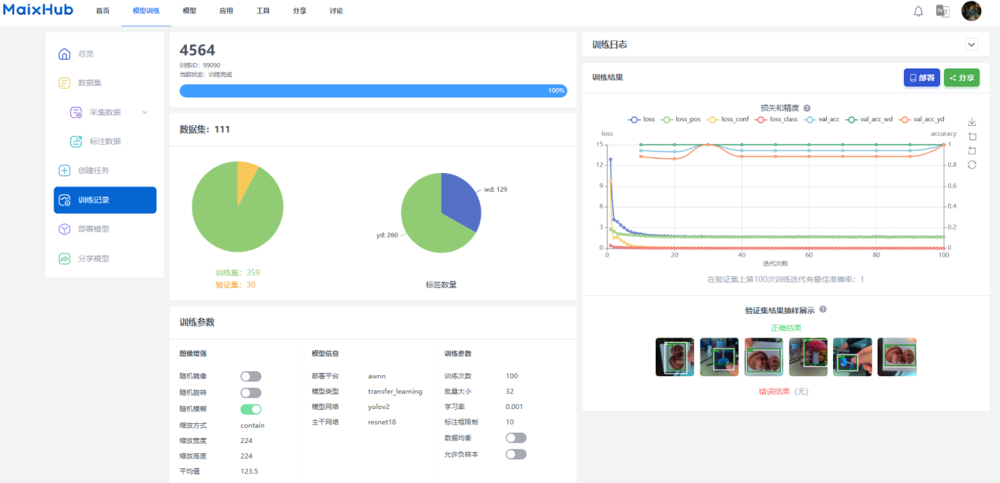 MaixHub
首页 模型训练 模型 应用 工具 分享 讨论
总览
数据集
采集数据
标注数据
创建任务
训练记录
部署模型
分享模型
4564
训练ID: 99090
当前状态: 训练完成
100%
数据集: 111
wd: 129
yd: 260
训练集: 359
验证集: 30
标签数量
训练参数
图像增强
随机镜像
随机旋转
随机模糊
缩放方式 contain
缩放宽度 224
缩放高度 224
平均值 123.5
模型信息
部署平台 awnn
模型类型 transfer_learning
模型网络 yolov2
主干网络 resnet18
训练参数
训练次数 100
批量大小 32
学习率 0.001
标注框限制 10
数据均衡
允许负样本
训练日志
训练结果
部署 分享
损失和精度 ?
loss loss_pos loss_conf loss_class val_acc val_acc_wd val_acc_yd
loss accuracy
15 1
12 0.8
9 0.6
6 0.4
3 0.2
0 0
0 20 40 60 80 100
迭代次数
在验证集上第100次训练迭代有最佳准确率: 1
验证集结果抽样展示 ?
正确结果
错误结果 (无)